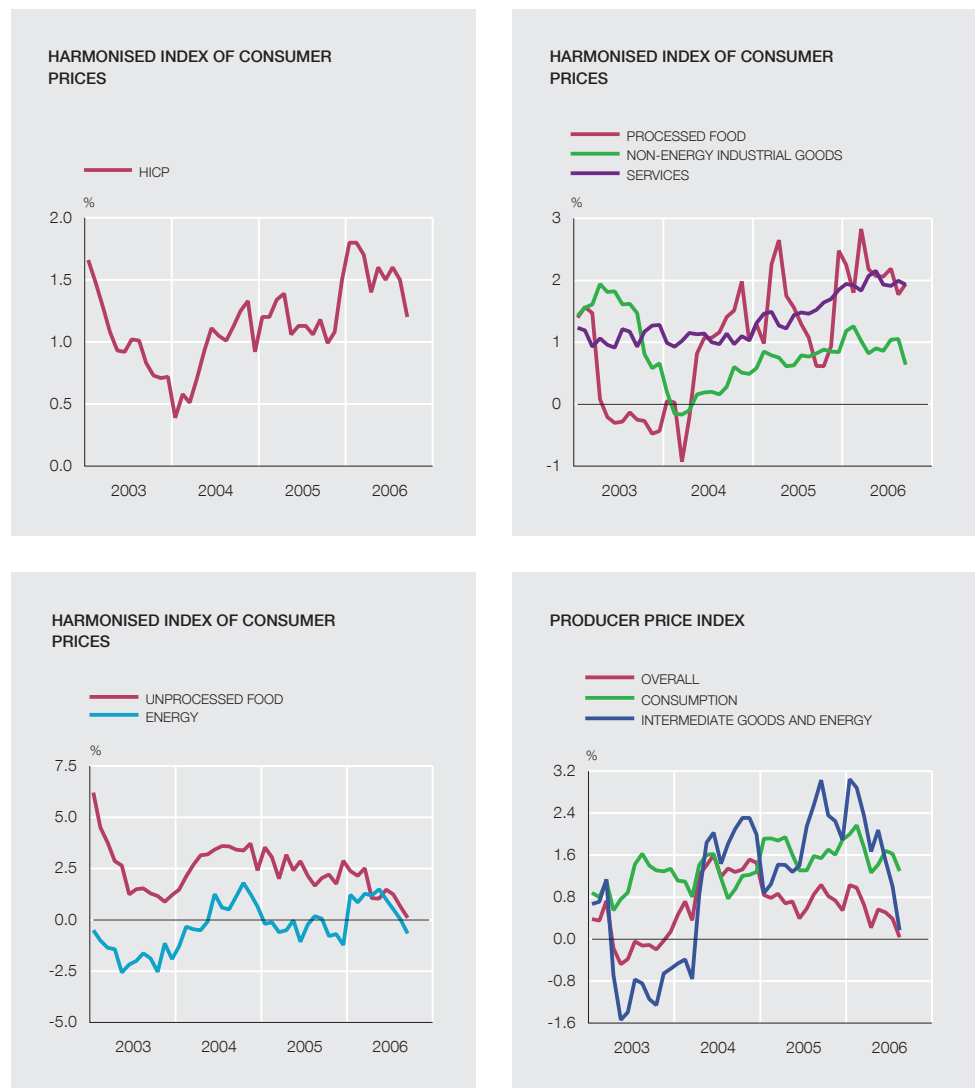 HARMONISED INDEX OF CONSUMER
PRICES
HICP
%
2.0
1.5
1.0
0.5
0.0
2003 2004 2005 2006
HARMONISED INDEX OF CONSUMER
PRICES
PROCESSED FOOD
NON-ENERGY INDUSTRIAL GOODS
SERVICES
%
3
2
1
0
-1
2003 2004 2005 2006
HARMONISED INDEX OF CONSUMER
PRICES
UNPROCESSED FOOD
ENERGY
%
7.5
5.0
2.5
0.0
-2.5
-5.0
2003 2004 2005 2006
PRODUCER PRICE INDEX
OVERALL
CONSUMPTION
INTERMEDIATE GOODS AND ENERGY
%
3.2
2.4
1.6
0.8
0.0
-0.8
-1.6
2003 2004 2005 2006